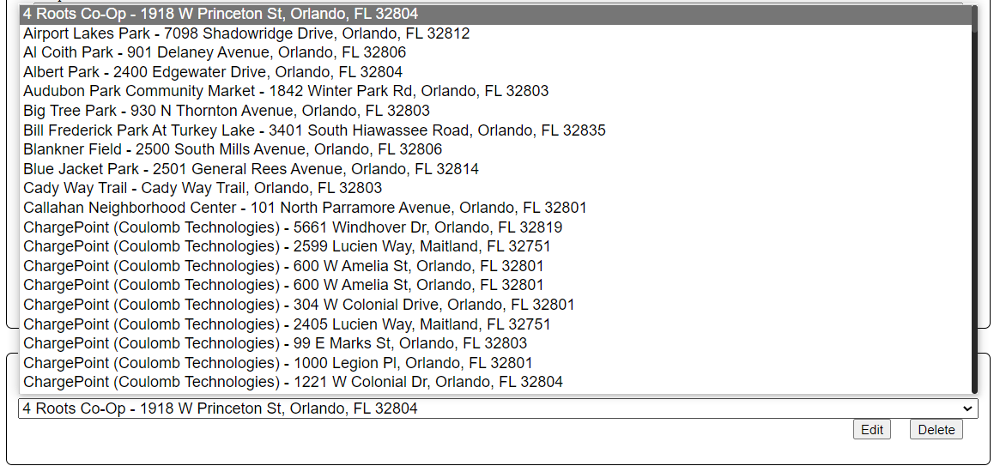 4 Roots Co-Op - 1918 W Princeton St, Orlando, FL 32804
Airport Lakes Park - 7098 Shadowridge Drive, Orlando, FL 32812
Al Coith Park - 901 Delaney Avenue, Orlando, FL 32806
Albert Park - 2400 Edgewater Drive, Orlando, FL 32804
Audubon Park Community Market - 1842 Winter Park Rd, Orlando, FL 32803
Big Tree Park - 930 N Thornton Avenue, Orlando, FL 32803
Bill Frederick Park At Turkey Lake - 3401 South Hiawassee Road, Orlando, FL 32835
Blankner Field - 2500 South Mills Avenue, Orlando, FL 32806
Blue Jacket Park - 2501 General Rees Avenue, Orlando, FL 32814
Cady Way Trail - Cady Way Trail, Orlando, FL 32803
Callahan Neighborhood Center - 101 North Parramore Avenue, Orlando, FL 32801
ChargePoint (Coulomb Technologies) - 5661 Windhover Dr, Orlando, FL 32819
ChargePoint (Coulomb Technologies) - 2599 Lucien Way, Maitland, FL 32751
ChargePoint (Coulomb Technologies) - 600 W Amelia St, Orlando, FL 32801
ChargePoint (Coulomb Technologies) - 600 W Amelia St, Orlando, FL 32801
ChargePoint (Coulomb Technologies) - 304 W Colonial Drive, Orlando, FL 32801
ChargePoint (Coulomb Technologies) - 2405 Lucien Way, Maitland, FL 32751
ChargePoint (Coulomb Technologies) - 99 E Marks St, Orlando, FL 32803
ChargePoint (Coulomb Technologies) - 1000 Legion Pl, Orlando, FL 32801
ChargePoint (Coulomb Technologies) - 1221 W Colonial Dr, Orlando, FL 32804
4 Roots Co-Op - 1918 W Princeton St, Orlando, FL 32804
Edit Delete